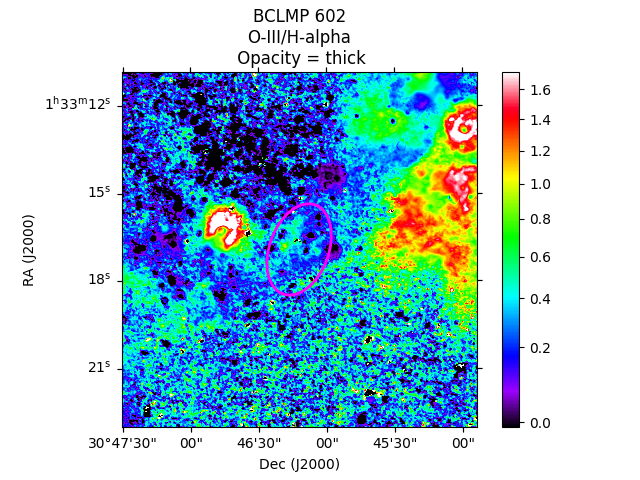 BCLMP 602
O-III/H-alpha
Opacity = thick
1ʰ33ᵐ12ˢ
15ˢ
18ˢ
21ˢ
RA (J2000)
30°47'30" 00" 46'30" 00" 45'30" 00"
Dec (J2000)
1.6
1.4
1.2
1.0
0.8
0.6
0.4
0.2
0.0